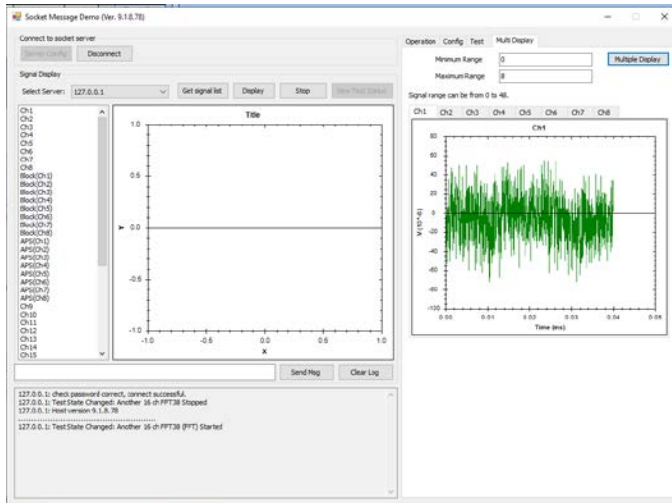 Socket Message Demo (Ver. 9.1.8.78)
Connect to socket server
Server Config
Disconnect
Signal Display
Select Server:
127.0.0.1
Get signal list
Display
Stop
View Test Status
Ch1
Ch2
Ch3
Ch4
Ch5
Ch6
Ch7
Ch8
Block(Ch1)
Block(Ch2)
Block(Ch3)
Block(Ch4)
Block(Ch5)
Block(Ch6)
Block(Ch7)
Block(Ch8)
APS(Ch1)
APS(Ch2)
APS(Ch3)
APS(Ch4)
APS(Ch5)
APS(Ch6)
APS(Ch7)
APS(Ch8)
Ch9
Ch10
Ch11
Ch12
Ch13
Ch14
Ch15
Title
1.0
0.5
0.0
-0.5
-1.0
Y
-1.0 -0.5 0.0 0.5 1.0
X
Send Msg
Clear Log
127.0.0.1: check password correct, connect successful.
127.0.0.1: Test State Changed: Another 16 ch FFT38 Stopped
127.0.0.1: Host version 9.1.8.78
127.0.0.1: Test State Changed: Another 16 ch FFT38 (FFT) Started
Operation Config Test Multi Display
Minimum Range
0
Multiple Display
Maximum Range
8
Signal range can be from 0 to 48.
Ch1 Ch2 Ch3 Ch4 Ch5 Ch6 Ch7 Ch8
80
60
40
20
0
-20
-40
-60
-80
-100
V (10^-6)
0.00 0.01 0.02 0.03 0.04 0.05
Time (ms)